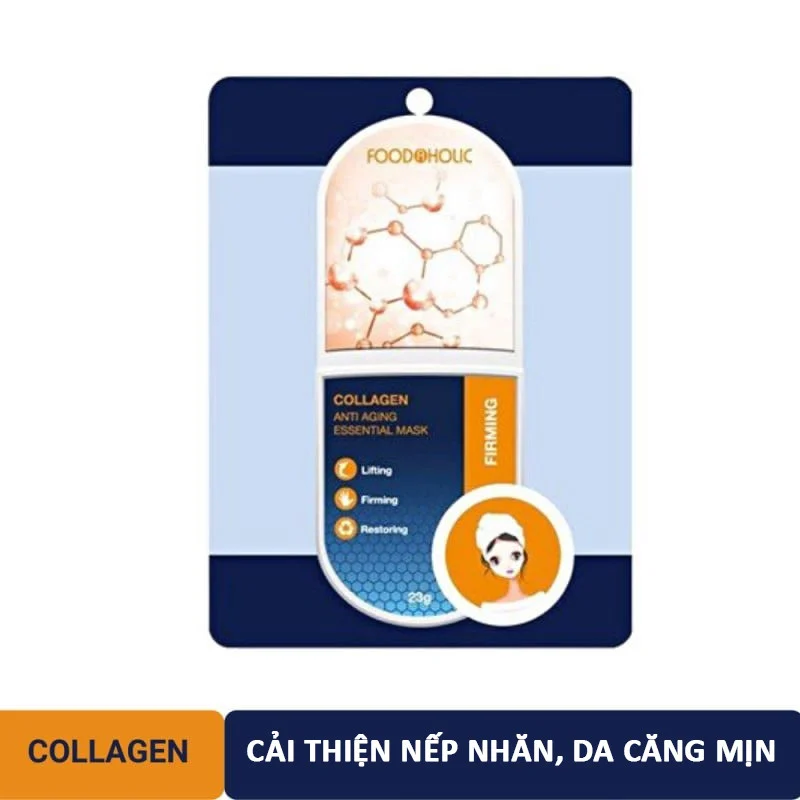 FOODAHOLIC
COLLAGEN
ANTI AGING
ESSENTIAL MASK
FIRMING
Lifting
Firming
Restoring
23g
COLLAGEN
CẢI THIỆN NẾP NHĂN, DA CĂNG MỊN